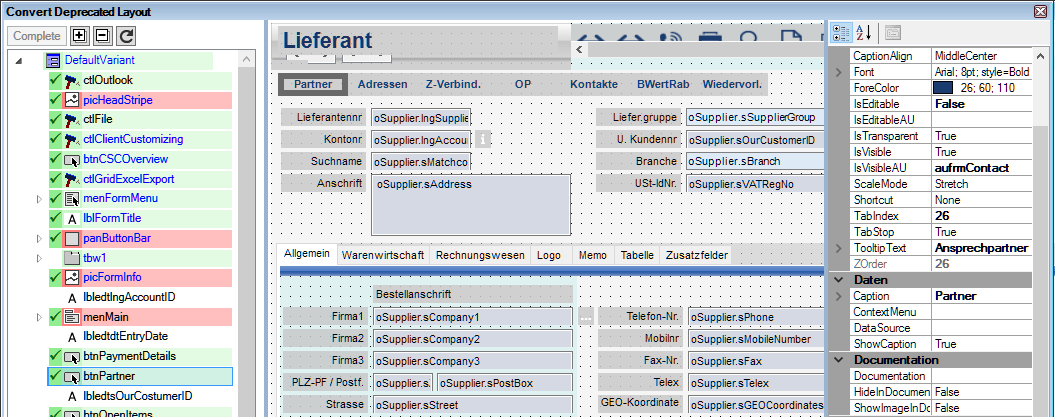 Convert Deprecated Layout
Complete
DefaultVariant
ctlOutlook
picHeadStripe
ctlFile
ctlClientCustomizing
btnCSCOverview
ctlGridExcelExport
menFormMenu
lblFormTitle
panButtonBar
tbw1
picFormInfo
lbledtlngAccountID
menMain
lbledtdtEntryDate
btnPaymentDetails
btnPartner
lbledtsOurCostumerID
btnOpenItems
Lieferant
Partner Adressen Z-Verbind. OP Kontakte BWertRab Wiedervorl.
Lieferantennr oSupplier.lngSupplie Liefer.gruppe oSupplier.sSupplierGroup
Kontonr oSupplier.lngAccou U. Kundennr oSupplier.sOurCustomerID
Suchname oSupplier.sMatchco Branche oSupplier.sBranch
Anschrift oSupplier.sAddress USt-IdNr. oSupplier.sVATRegNo
Allgemein Warenwirtschaft Rechnungswesen Logo Memo Tabelle Zusatzfelder
Bestellanschrift
Firma1 oSupplier.sCompany1 ... Telefon-Nr. oSupplier.sPhone
Firma2 oSupplier.sCompany2 Mobilnr oSupplier.sMobileNumber
Firma3 oSupplier.sCompany3 Fax-Nr. oSupplier.sFax
PLZ-PF / Postf. oSupplier.s. oSupplier.sPostBox Telex oSupplier.sTelex
Strasse oSupplier.sStreet GEO-Koordinate oSupplier.sGEOCoordinates
CaptionAlign MiddleCenter
Font Arial; 8pt; style=Bold
ForeColor 26; 60; 110
IsEditable False
IsEditableAU
IsTransparent True
IsVisible True
IsVisibleAU aufrmContact
ScaleMode Stretch
Shortcut None
TabIndex 26
TabStop True
TooltipText Ansprechpartner
ZOrder 26
Daten
Caption Partner
ContextMenu
DataSource
ShowCaption True
Documentation
Documentation
HideInDocumen False
ShowImageInDo False